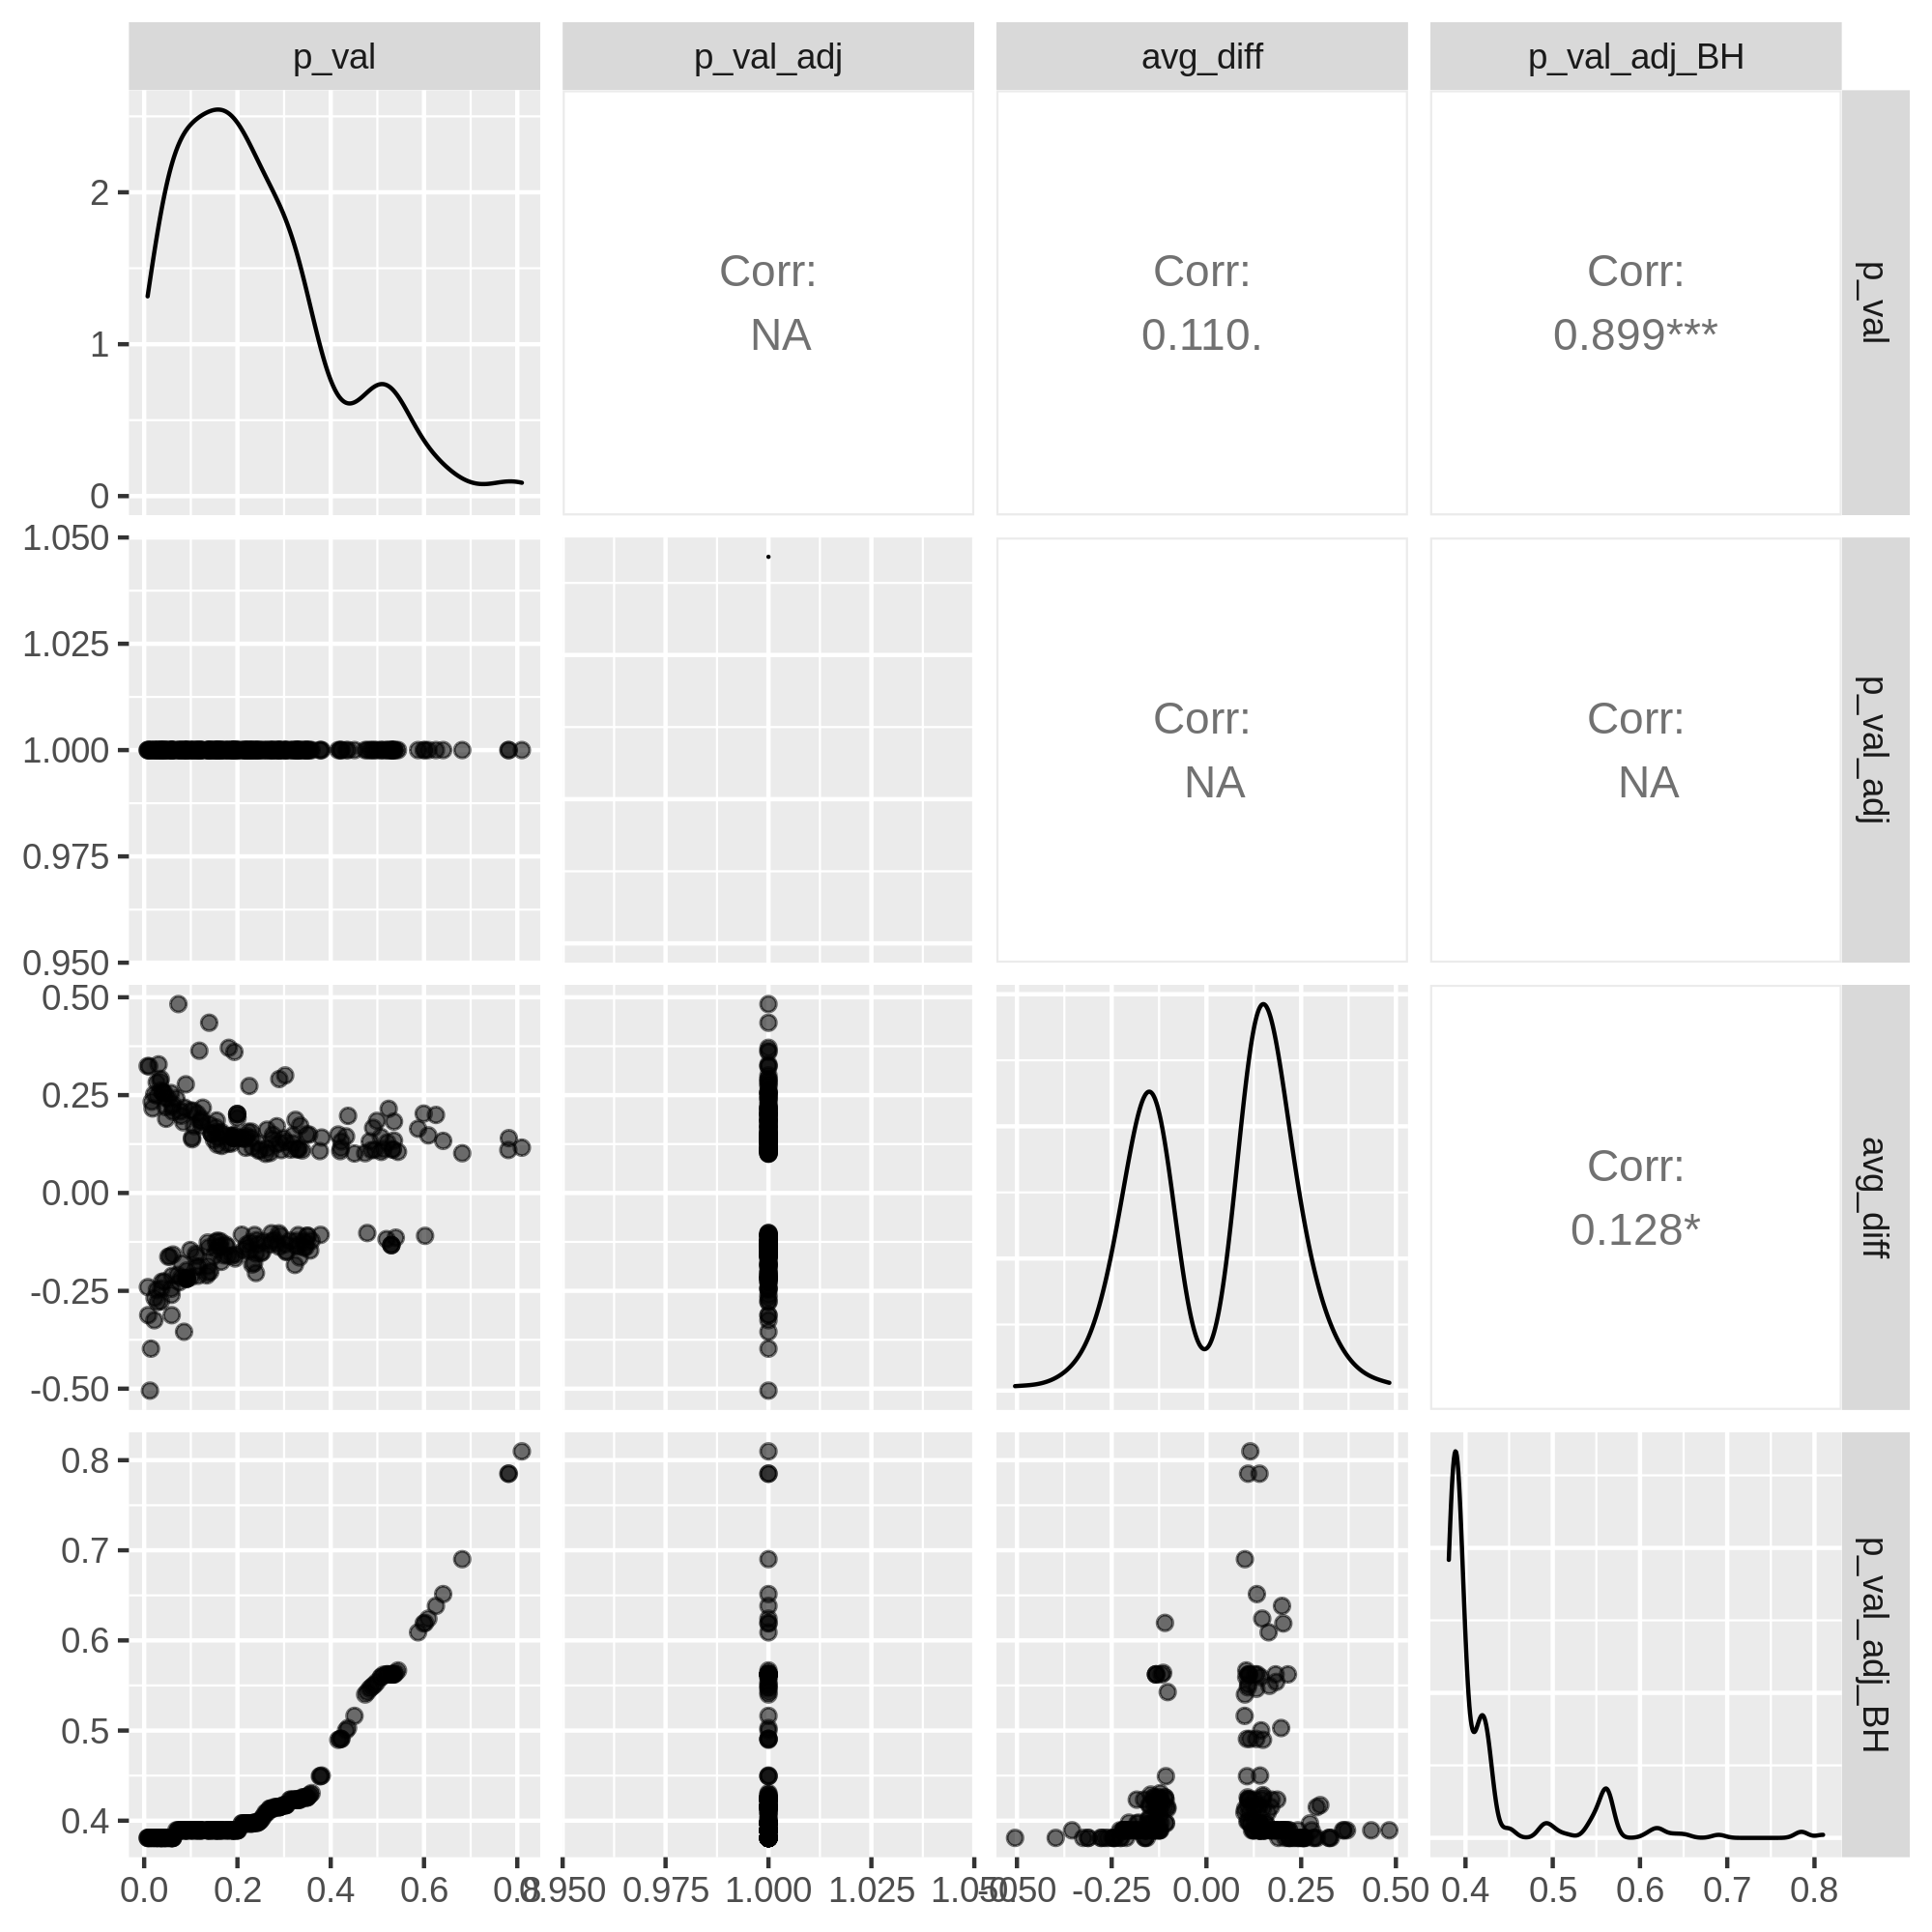 p_val p_val_adj avg_diff p_val_adj_BH
2
1
0
Corr:
NA
Corr:
0.110.
Corr:
0.899***
p_val
1.050
1.025
1.000
0.975
0.950
Corr:
NA
Corr:
NA
p_val_adj
0.50
0.25
0.00
-0.25
-0.50
Corr:
0.128*
avg_diff
0.8
0.7
0.6
0.5
0.4
p_val_adj_BH
0.0 0.2 0.4 0.6 0.8
0.950 0.975 1.000 1.025 1.050
-0.50 -0.25 0.00 0.25 0.50
0.4 0.5 0.6 0.7 0.8